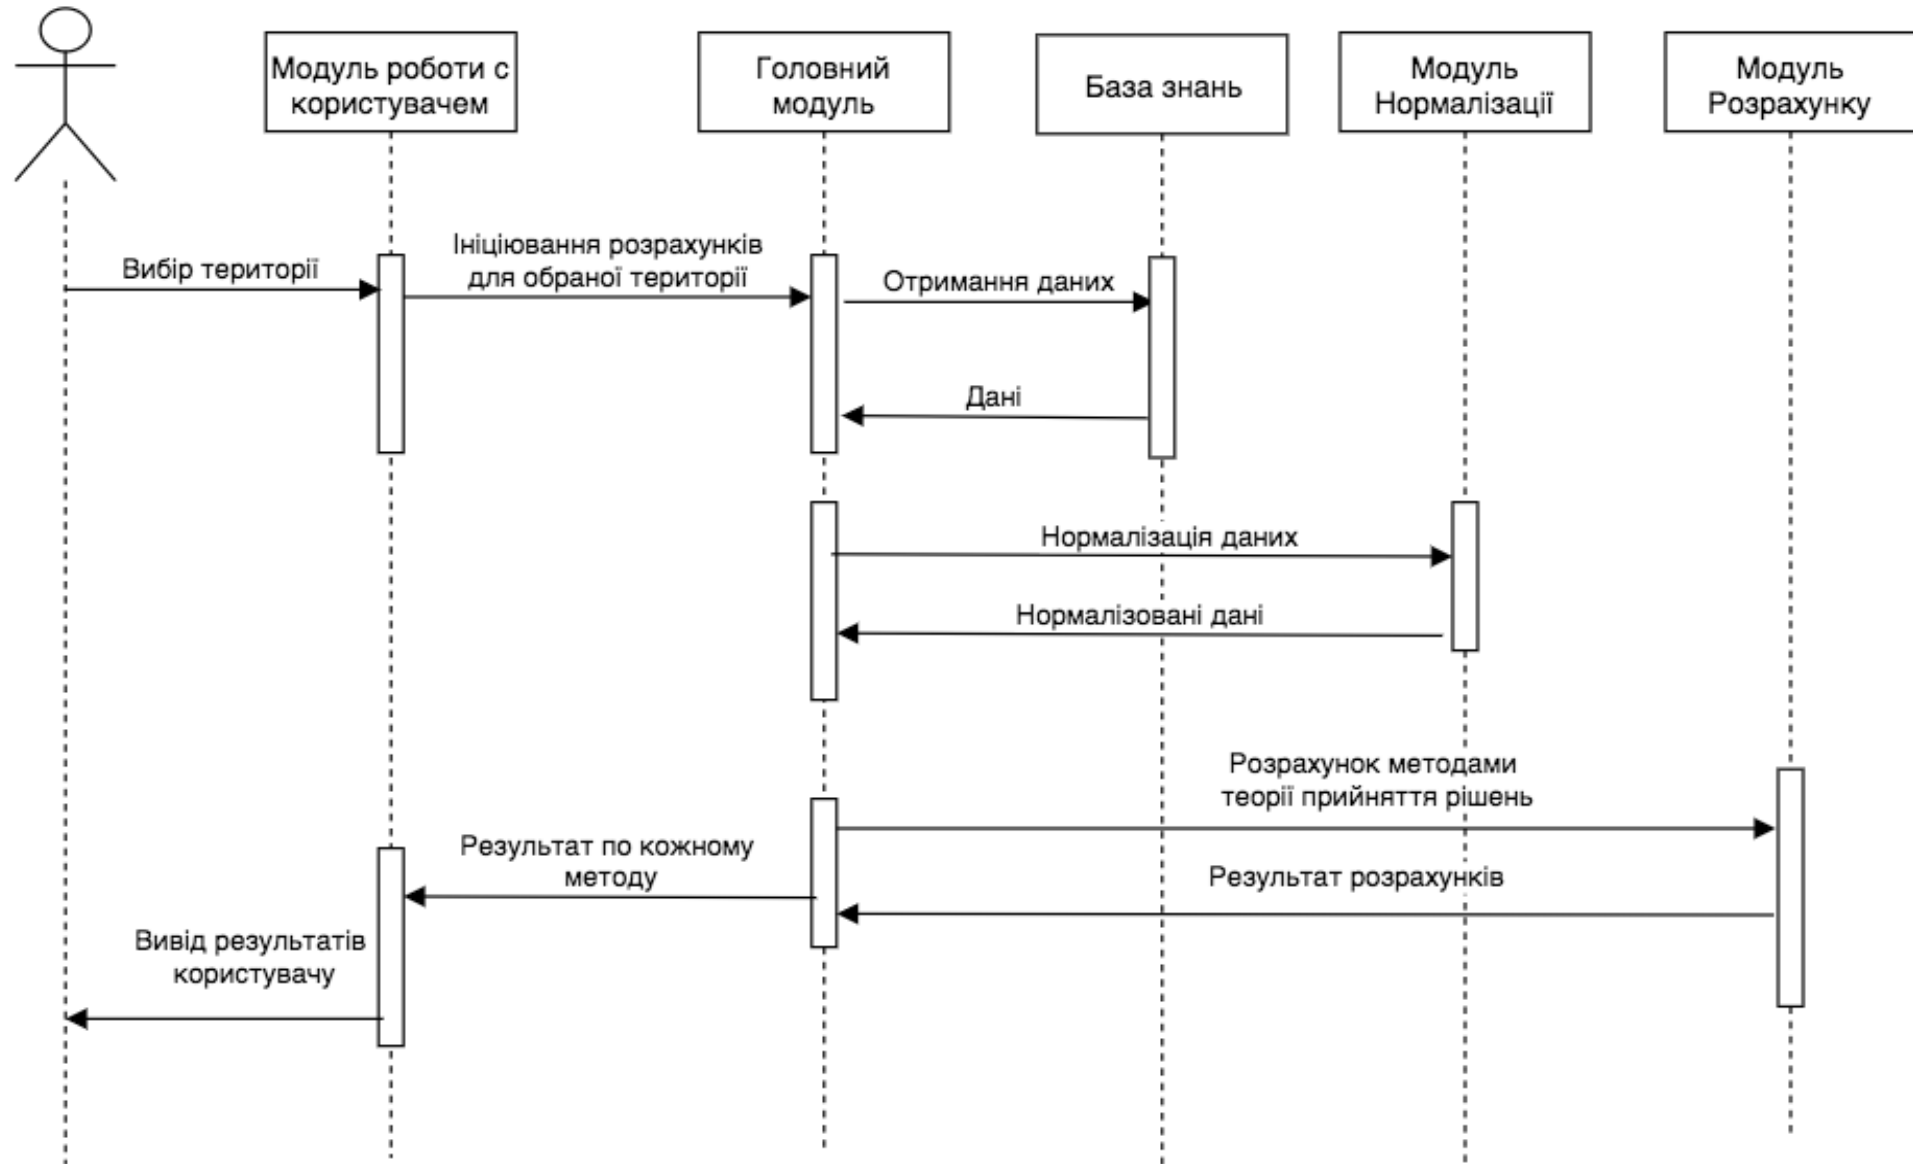 Модуль роботи с
користувачем
Головний
модуль
База знань
Модуль
Нормалізації
Модуль
Розрахунку
Вибір території
Ініціювання розрахунків
для обраної території
Отримання даних
Дані
Нормалізація даних
Нормалізовані дані
Розрахунок методами
теорії прийняття рішень
Результат по кожному
методу
Результат розрахунків
Вивід результатів
користувачу